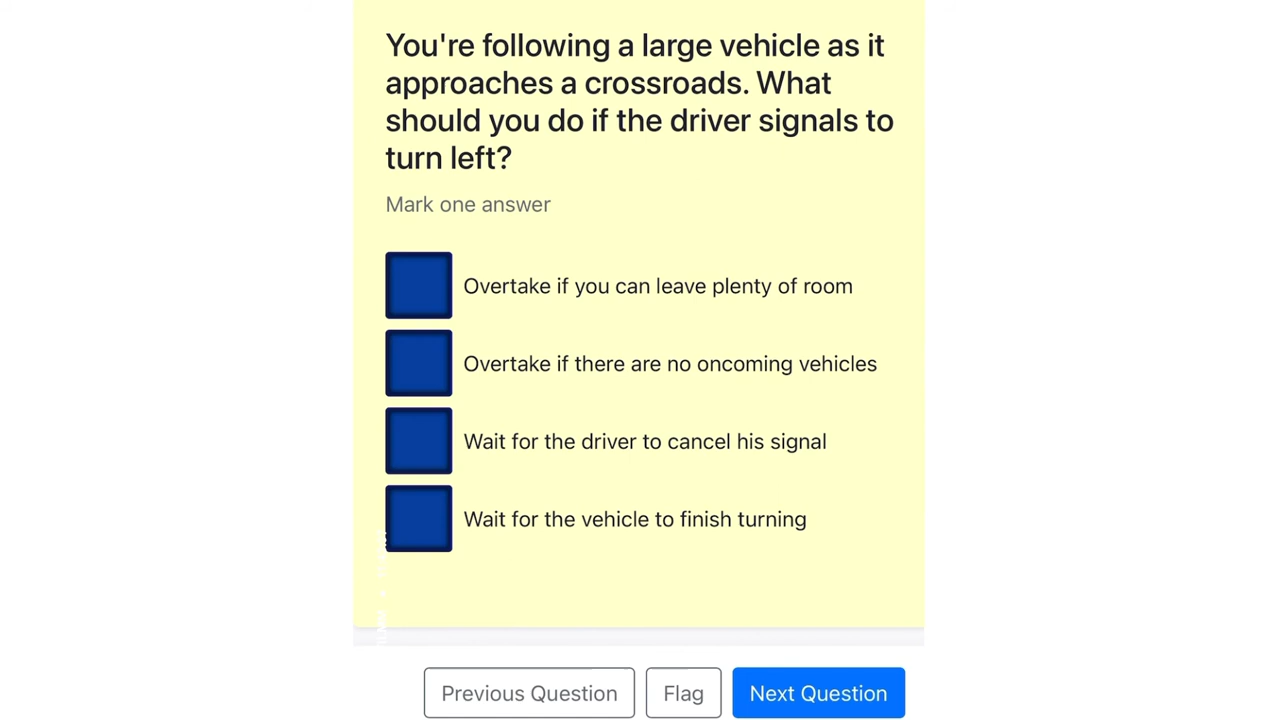 You're following a large vehicle as it
approaches a crossroads. What
should you do if the driver signals to
turn left?
Mark one answer
Overtake if you can leave plenty of room
Overtake if there are no oncoming vehicles
Wait for the driver to cancel his signal
Wait for the vehicle to finish turning
Previous Question
Flag
Next Question